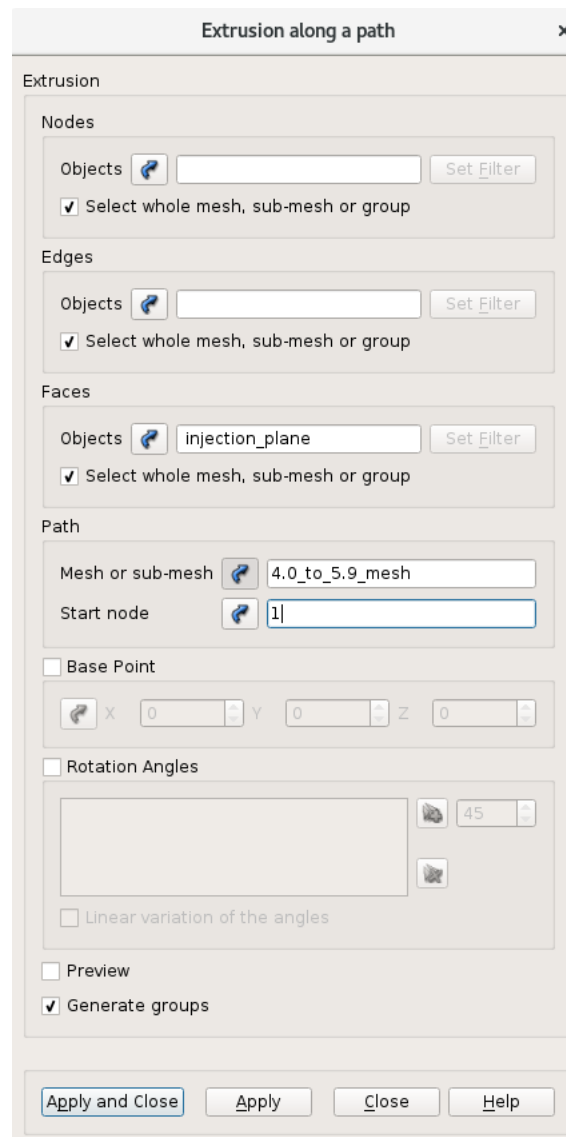 Extrusion along a path
Extrusion
Nodes
Objects Set Filter
Select whole mesh, sub-mesh or group
Edges
Objects Set Filter
Select whole mesh, sub-mesh or group
Faces
Objects injection_plane Set Filter
Select whole mesh, sub-mesh or group
Path
Mesh or sub-mesh 4.0_to_5.9_mesh
Start node 1
Base Point
X 0 Y 0 Z 0
Rotation Angles
45
Linear variation of the angles
Preview
Generate groups
Apply and Close Apply Close Help